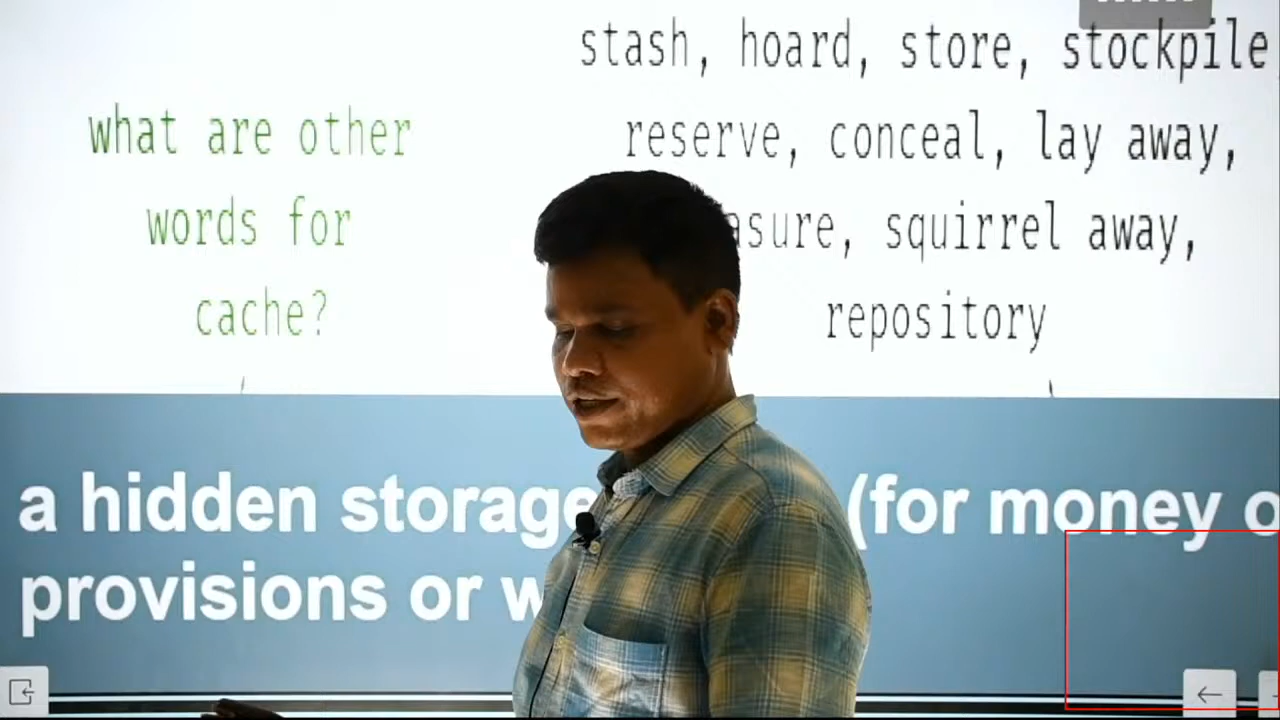 stash, hoard, store, stockpile
what are other
words for
cache?
reserve, conceal, lay away,
squirrel away,
repository
a hidden storage (for money
provisions or